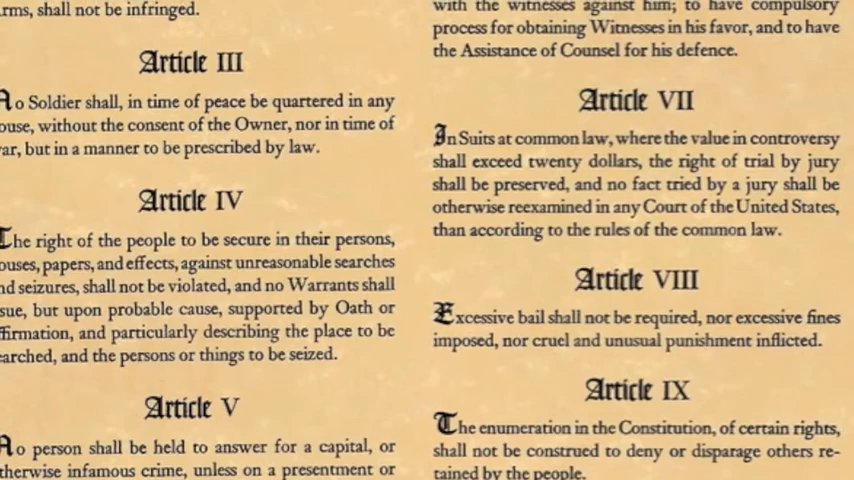 rms, shall not be infringed.
Article III
No Soldier shall, in time of peace be quartered in any
ouse, without the consent of the Owner, nor in time of
ar, but in a manner to be prescribed by law.
Article IV
The right of the people to be secure in their persons,
ouses, papers, and effects, against unreasonable searches
nd seizures, shall not be violated, and no Warrants shall
sue, but upon probable cause, supported by Oath or
ffirmation, and particularly describing the place to be
earched, and the persons or things to be seized.
Article V
No person shall be held to answer for a capital, or
therwise infamous crime, unless on a presentment or
with the witnesses against him; to have compulsory
process for obtaining Witnesses in his favor, and to have
the Assistance of Counsel for his defence.
Article VII
In Suits at common law, where the value in controversy
shall exceed twenty dollars, the right of trial by jury
shall be preserved, and no fact tried by a jury shall be
otherwise reexamined in any Court of the United States,
than according to the rules of the common law.
Article VIII
Excessive bail shall not be required, nor excessive fines
imposed, nor cruel and unusual punishment inflicted.
Article IX
The enumeration in the Constitution, of certain rights,
shall not be construed to deny or disparage others re-
tained by the people.